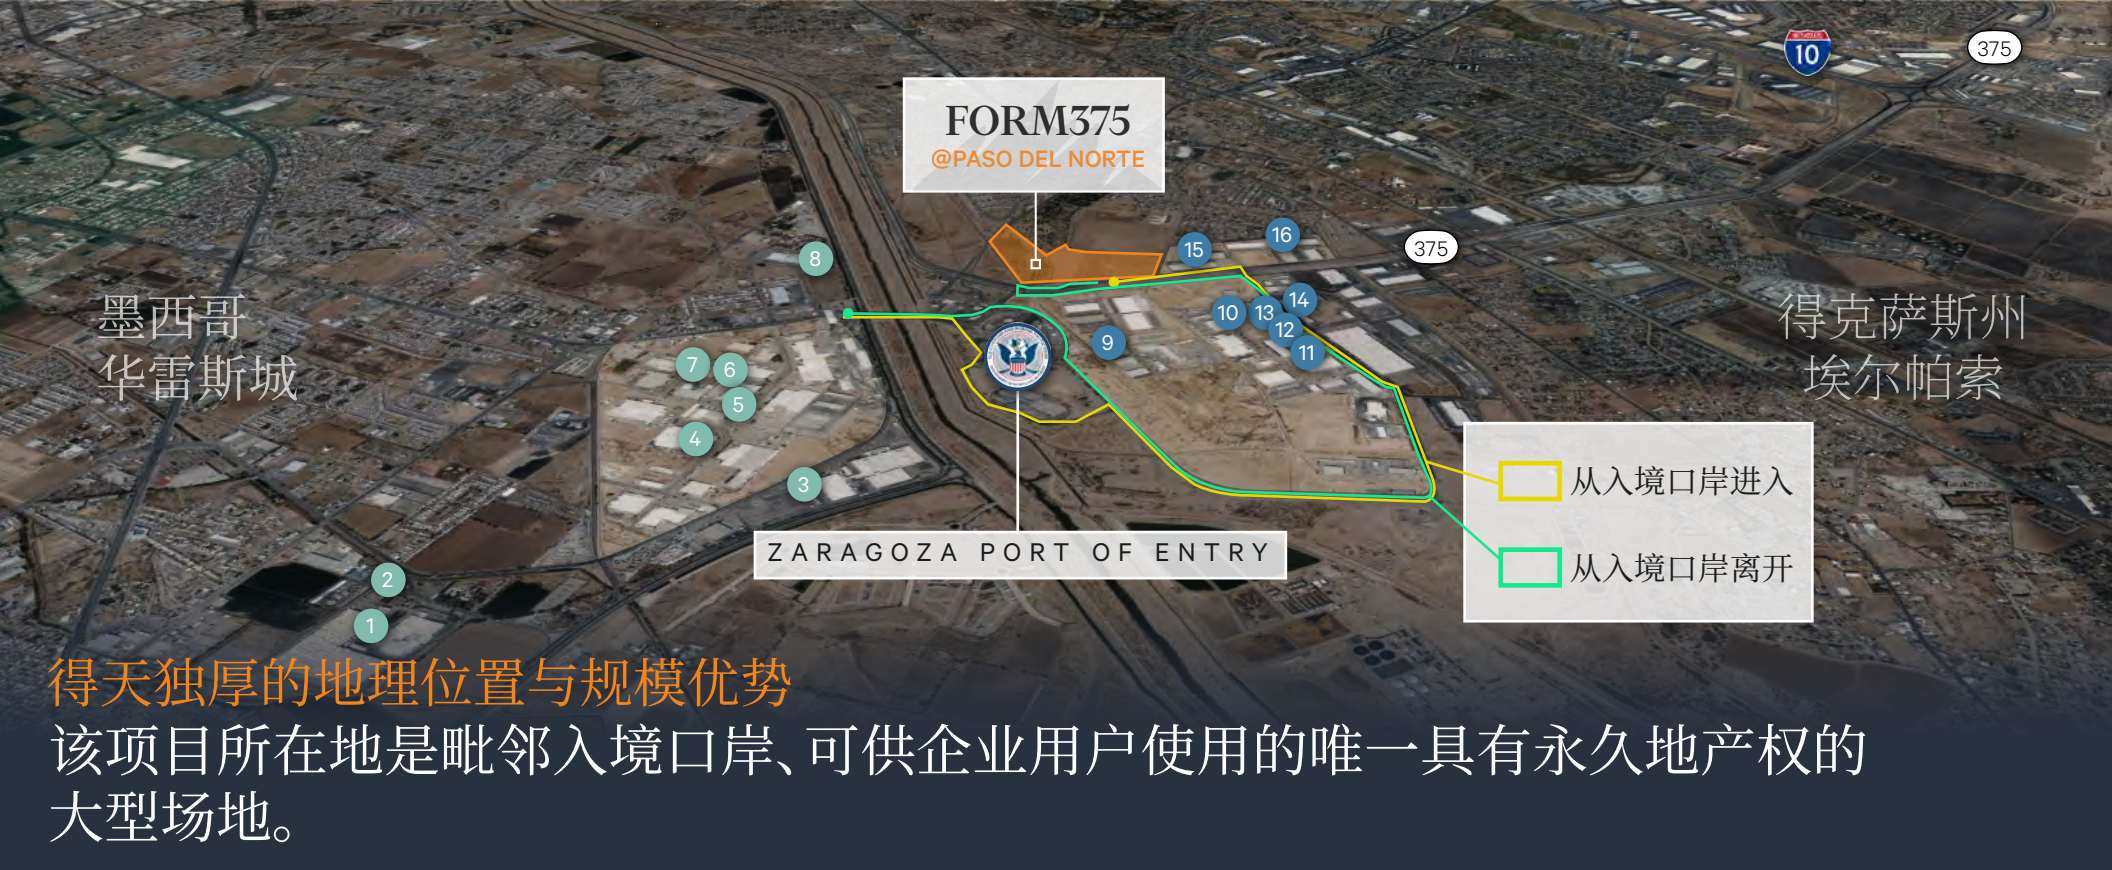 10
375
FORM375
@PASO DEL NORTE
375
墨西哥
华雷斯城
得克萨斯州
埃尔帕索
8
15
16
7
6
5
4
3
2
1
9
10
13
14
12
11
从入境口岸进入
从入境口岸离开
ZARAGOZA PORT OF ENTRY
得天独厚的地理位置与规模优势
该项目所在地是毗邻入境口岸、可供企业用户使用的唯一具有永久地产权的
大型场地。